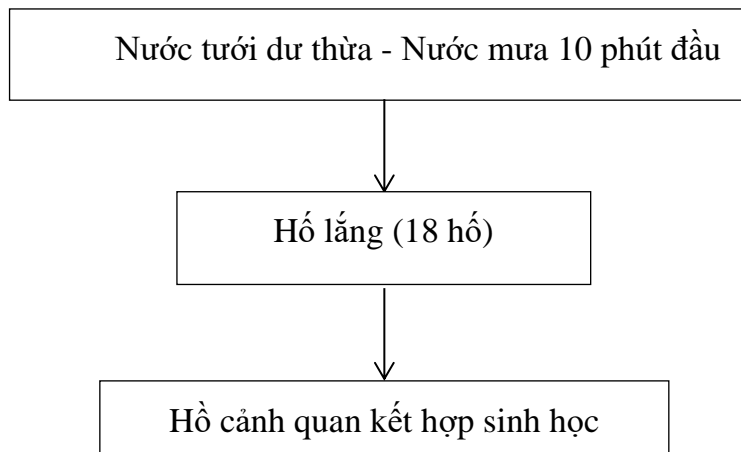 Nước tưới dư thừa - Nước mưa 10 phút đầu
Hố lắng (18 hố)
Hồ cảnh quan kết hợp sinh học